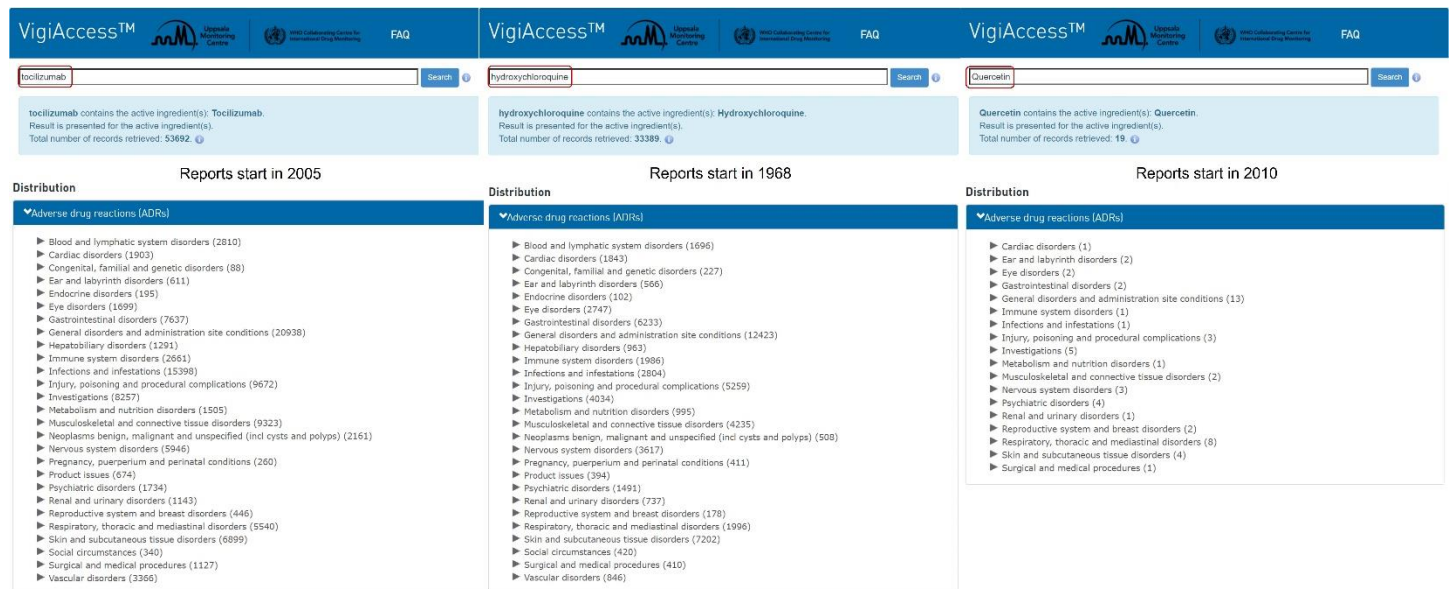 VigiAccess™
Uppsala
Monitoring
Centre
WHO Collaborating Centre for
International Drug Monitoring
FAQ
tocilizumab
Search
tocilizumab contains the active ingredient(s): Tocilizumab.
Result is presented for the active ingredient(s).
Total number of records retrieved: 53692.
Reports start in 2005
Distribution
Adverse drug reactions (ADRs)
Blood and lymphatic system disorders (2810)
Cardiac disorders (1903)
Congenital, familial and genetic disorders (88)
Ear and labyrinth disorders (611)
Endocrine disorders (195)
Eye disorders (1699)
Gastrointestinal disorders (7637)
General disorders and administration site conditions (20938)
Hepatobiliary disorders (1291)
Immune system disorders (2661)
Infections and infestations (15398)
Injury, poisoning and procedural complications (9672)
Investigations (8257)
Metabolism and nutrition disorders (1505)
Musculoskeletal and connective tissue disorders (9323)
Neoplasms benign, malignant and unspecified (incl cysts and polyps) (2161)
Nervous system disorders (5946)
Pregnancy, puerperium and perinatal conditions (260)
Product issues (674)
Psychiatric disorders (1734)
Renal and urinary disorders (1143)
Reproductive system and breast disorders (446)
Respiratory, thoracic and mediastinal disorders (5540)
Skin and subcutaneous tissue disorders (6899)
Social circumstances (340)
Surgical and medical procedures (1127)
Vascular disorders (3366)
VigiAccess™
Uppsala
Monitoring
Centre
WHO Collaborating Centre for
International Drug Monitoring
FAQ
hydroxychloroquine
Search
hydroxychloroquine contains the active ingredient(s): Hydroxychloroquine.
Result is presented for the active ingredient(s).
Total number of records retrieved: 33389.
Reports start in 1968
Distribution
Adverse drug reactions (ADRs)
Blood and lymphatic system disorders (1696)
Cardiac disorders (1843)
Congenital, familial and genetic disorders (227)
Ear and labyrinth disorders (566)
Endocrine disorders (102)
Eye disorders (2747)
Gastrointestinal disorders (6233)
General disorders and administration site conditions (12423)
Hepatobiliary disorders (963)
Immune system disorders (1986)
Infections and infestations (2804)
Injury, poisoning and procedural complications (5259)
Investigations (4034)
Metabolism and nutrition disorders (995)
Musculoskeletal and connective tissue disorders (4235)
Neoplasms benign, malignant and unspecified (incl cysts and polyps) (508)
Nervous system disorders (3617)
Pregnancy, puerperium and perinatal conditions (411)
Product issues (394)
Psychiatric disorders (1491)
Renal and urinary disorders (737)
Reproductive system and breast disorders (178)
Respiratory, thoracic and mediastinal disorders (1996)
Skin and subcutaneous tissue disorders (7202)
Social circumstances (420)
Surgical and medical procedures (410)
Vascular disorders (846)
VigiAccess™
Uppsala
Monitoring
Centre
WHO Collaborating Centre for
International Drug Monitoring
FAQ
Quercetin
Search
Quercetin contains the active ingredient(s): Quercetin.
Result is presented for the active ingredient(s).
Total number of records retrieved: 19.
Reports start in 2010
Distribution
Adverse drug reactions (ADRs)
Cardiac disorders (1)
Ear and labyrinth disorders (2)
Eye disorders (2)
Gastrointestinal disorders (2)
General disorders and administration site conditions (13)
Immune system disorders (1)
Infections and infestations (1)
Injury, poisoning and procedural complications (3)
Investigations (5)
Metabolism and nutrition disorders (1)
Musculoskeletal and connective tissue disorders (2)
Nervous system disorders (3)
Psychiatric disorders (4)
Renal and urinary disorders (1)
Reproductive system and breast disorders (2)
Respiratory, thoracic and mediastinal disorders (8)
Skin and subcutaneous tissue disorders (4)
Surgical and medical procedures (1)